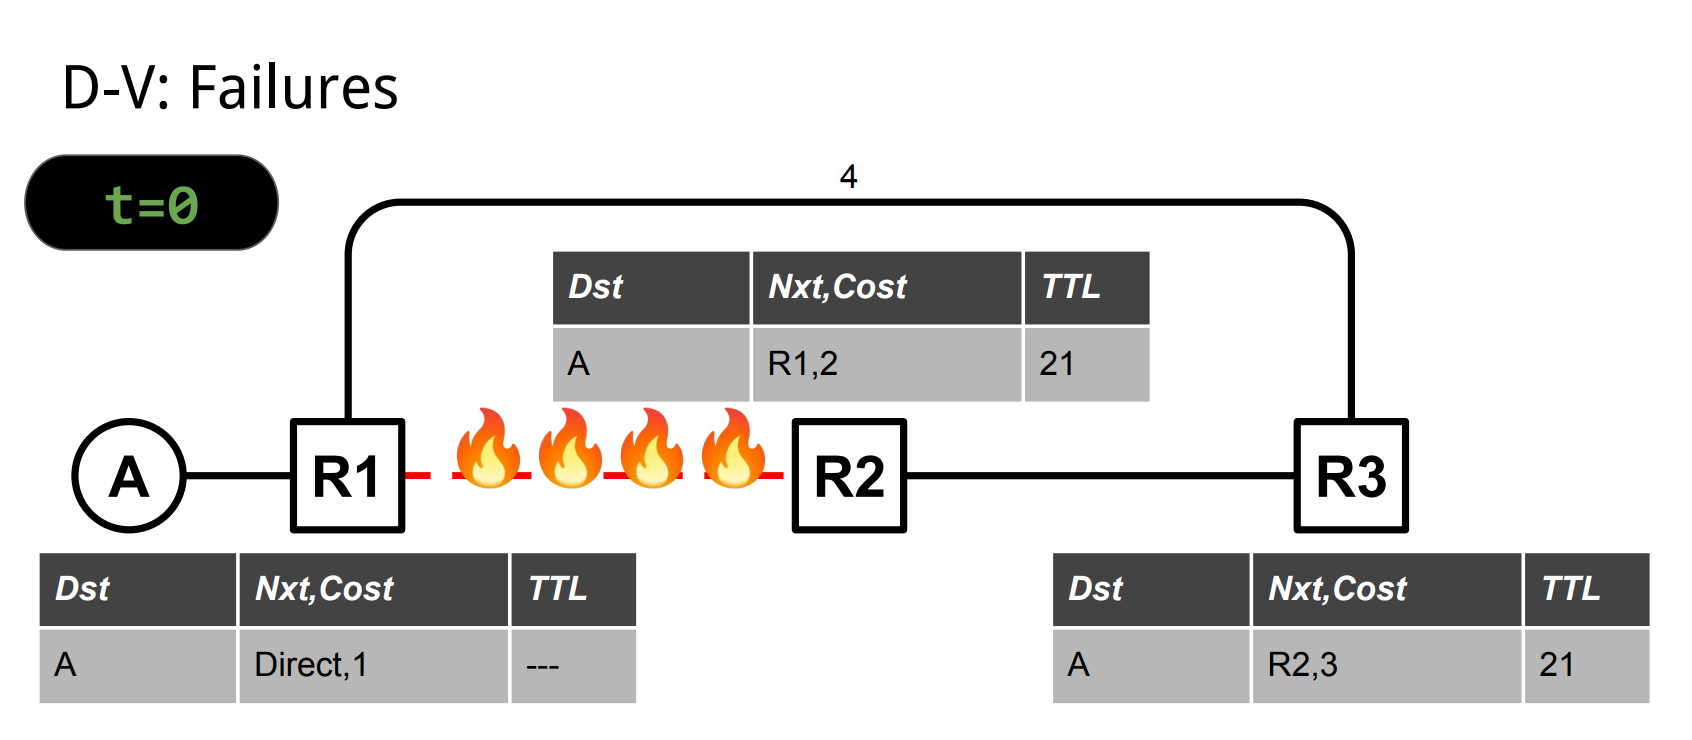 D-V: Failures
t=0
4
Dst Nxt,Cost TTL
A R1,2 21
A R1 R2 R3
Dst Nxt,Cost TTL
A Direct,1 ---
Dst Nxt,Cost TTL
A R2,3 21